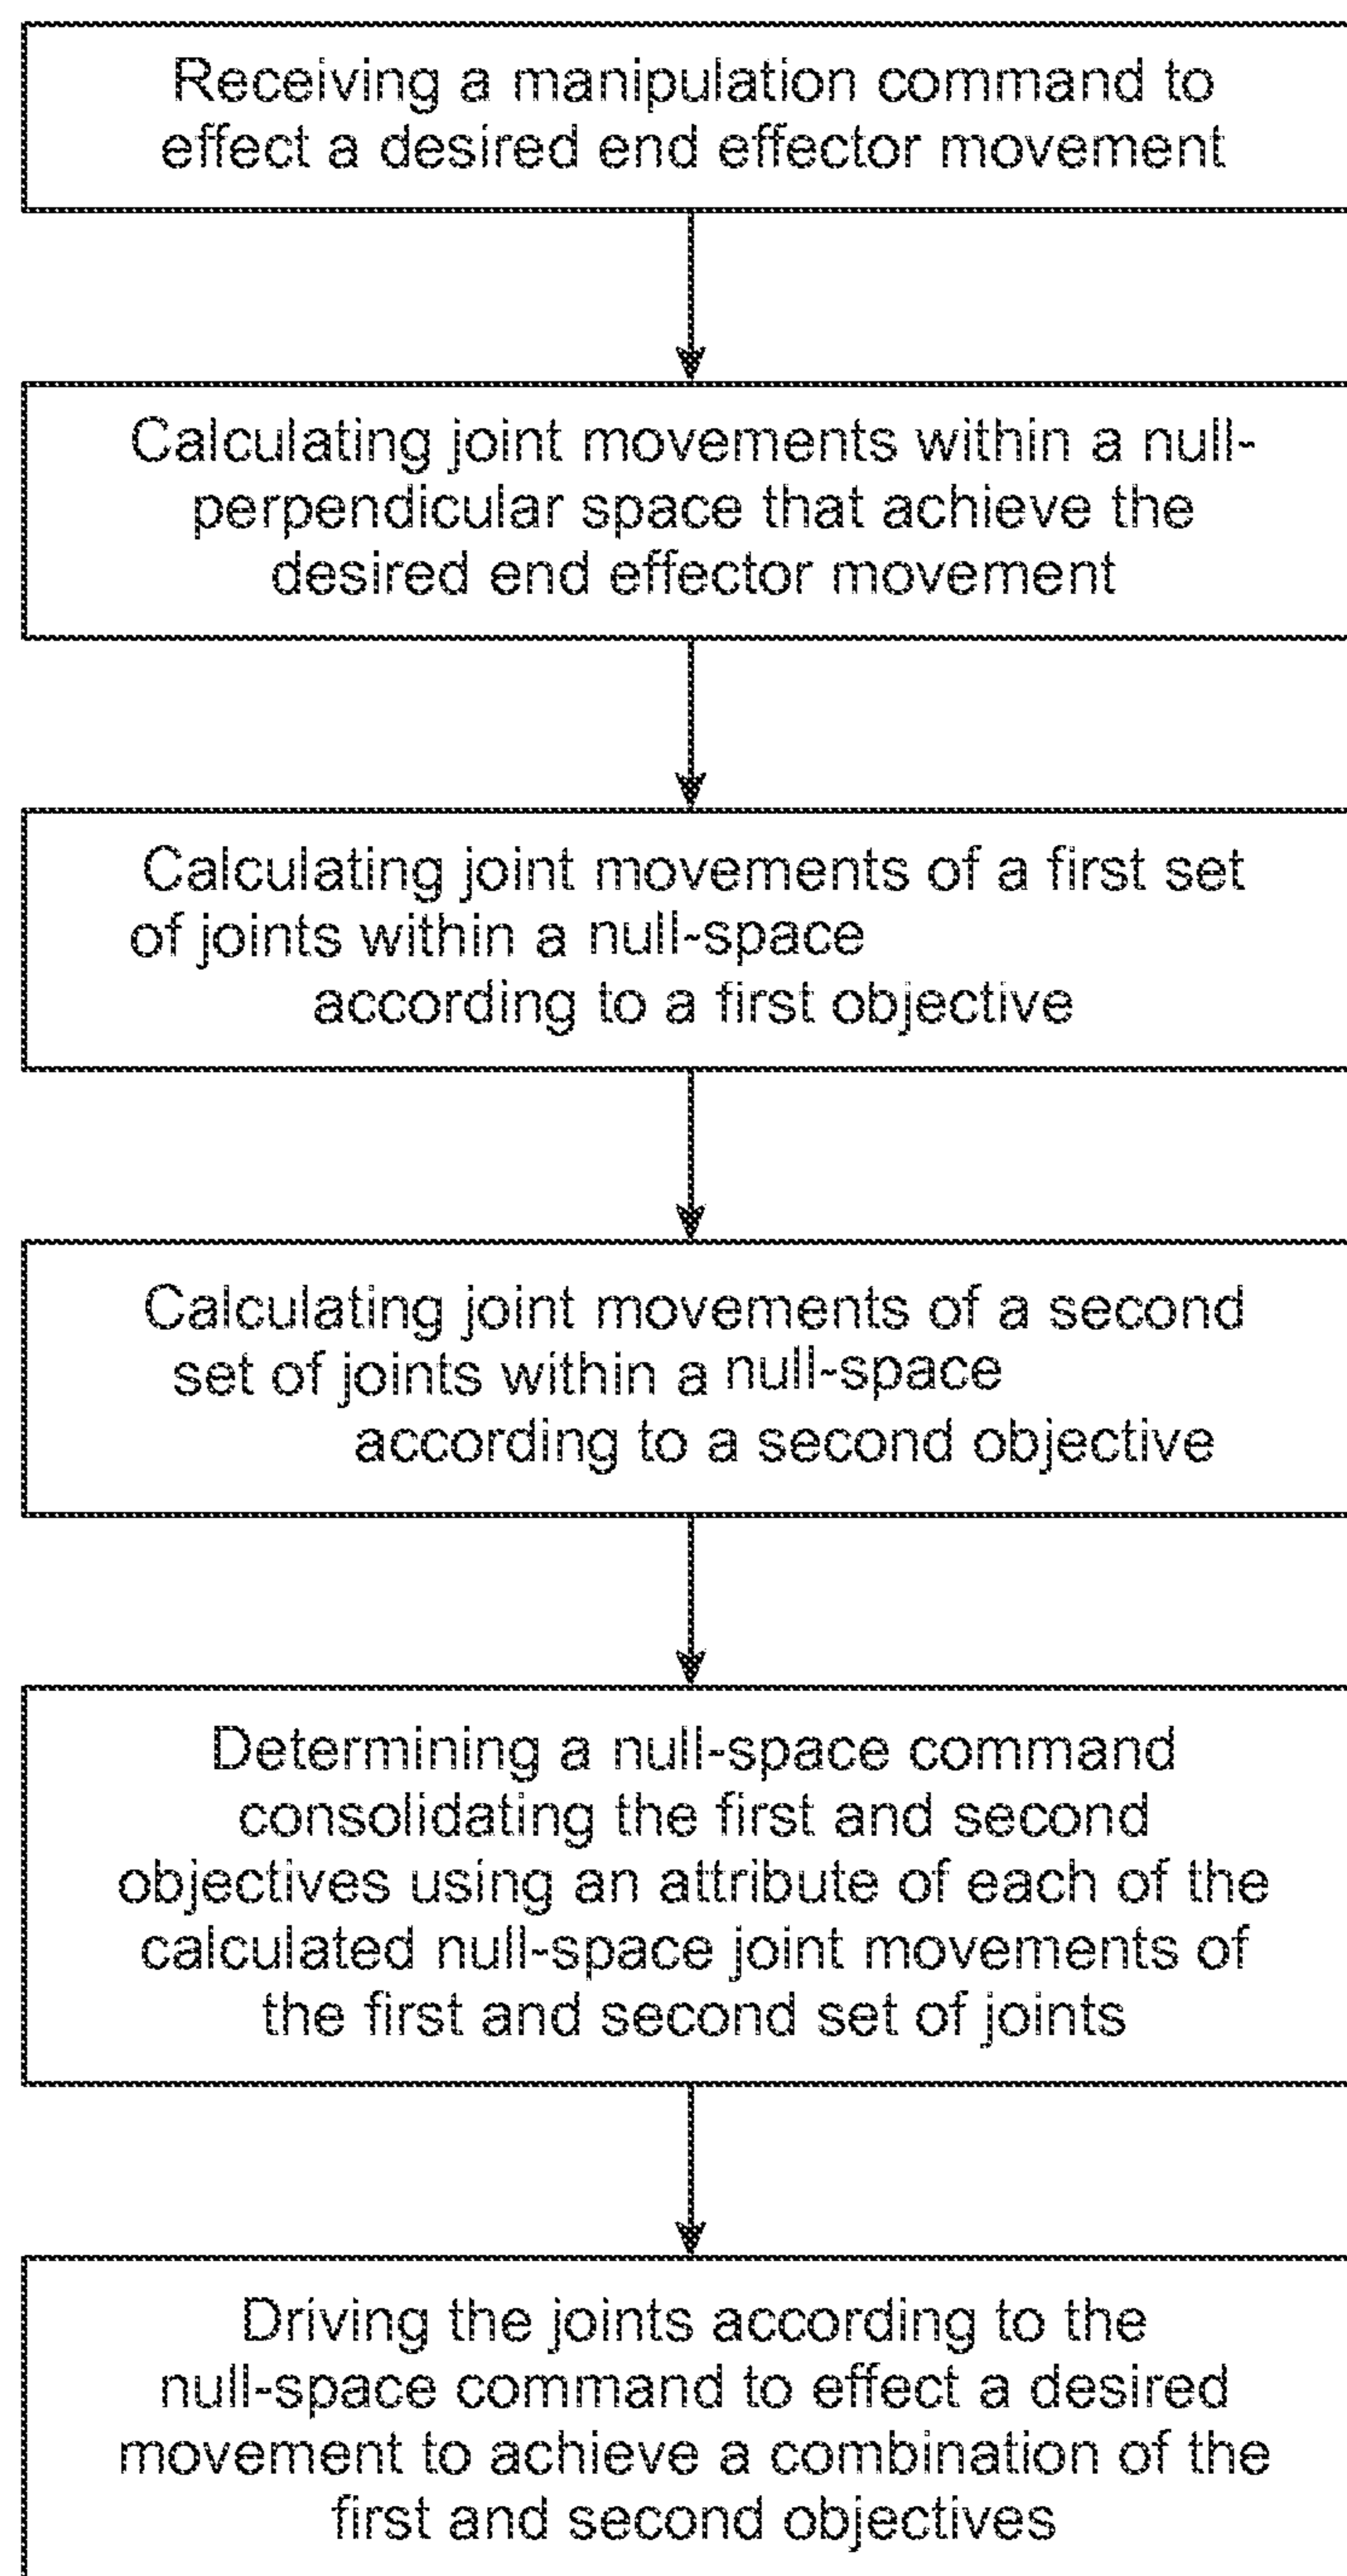 Receiving a manipulation command to
effect a desired end effector movement
Calculating joint movements within a null-
perpendicular space that achieve the
desired end effector movement
Calculating joint movements of a first set
of joints within a null-space
according to a first objective
Calculating joint movements of a second
set of joints within a null-space
according to a second objective
Determining a null-space command
consolidating the first and second
objectives using an attribute of each of the
calculated null-space joint movements of
the first and second set of joints
Driving the joints according to the
null-space command to effect a desired
movement to achieve a combination of the
first and second objectives